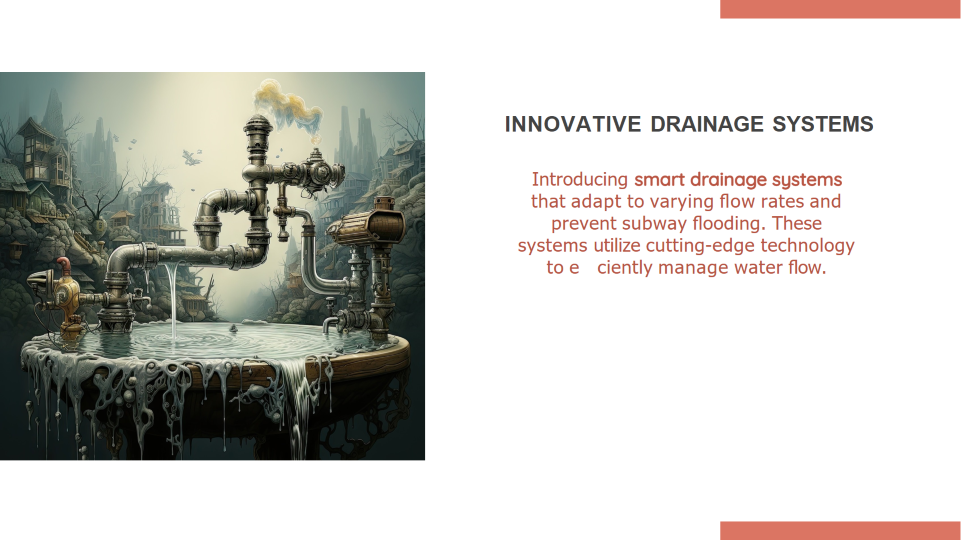 INNOVATIVE DRAINAGE SYSTEMS
Introducing smart drainage systems
that adapt to varying flow rates and
prevent subway flooding. These
systems utilize cutting-edge technology
to e ciently manage water flow.